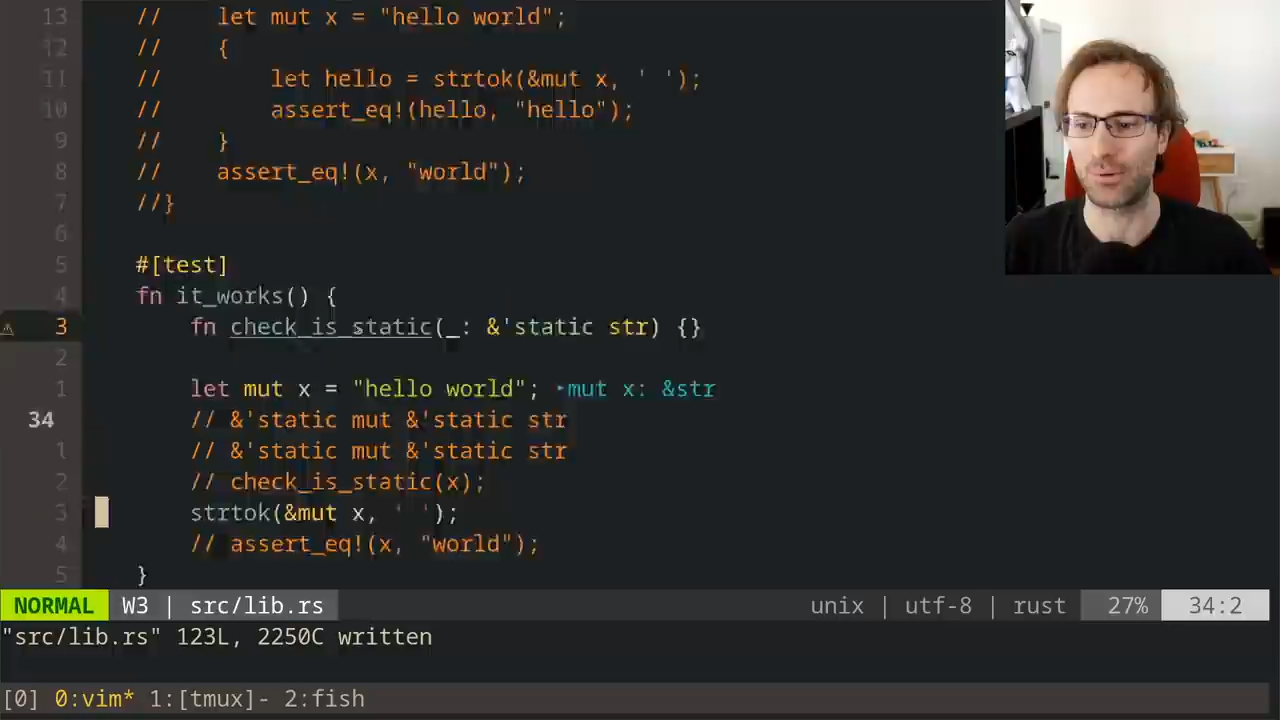 13 //    let mut x = "hello world";
12 //    {
11 //        let hello = strtok(&mut x, ' ');
10 //        assert_eq!(hello, "hello");
9 //    }
8 //    assert_eq!(x, "world");
7 //}
6
5 #[test]
4 fn it_works() {
⚠ 3     fn check_is_static(_: &'static str) {}
2
1     let mut x = "hello world"; ‣mut x: &str
34     // &'static mut &'static str
1     // &'static mut &'static str
2     // check_is_static(x);
3     strtok(&mut x, ' ');
4     // assert_eq!(x, "world");
5 }
NORMAL W3 | src/lib.rs unix | utf-8 | rust 27% 34:2
"src/lib.rs" 123L, 2250C written
[0] 0:vim* 1:[tmux]- 2:fish